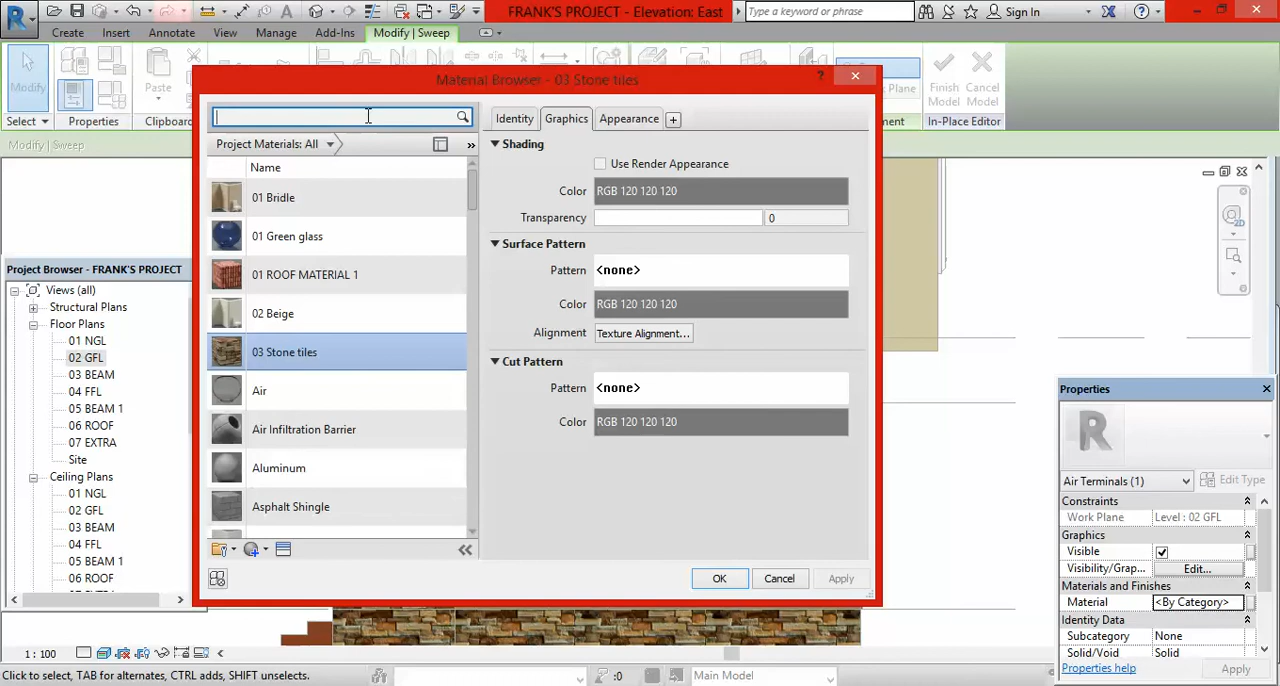 FRANK'S PROJECT - Elevation: East
Type a keyword or phrase
Sign In
Create Insert Annotate View Manage Add-Ins Modify | Sweep
Modify
Paste
Finish Model
Cancel Model
Select
Properties
Clipboard
In-Place Editor
Modify | Sweep
Material Browser - 03 Stone tiles
Project Materials: All
Name
01 Bridle
01 Green glass
01 ROOF MATERIAL 1
02 Beige
03 Stone tiles
Air
Air Infiltration Barrier
Aluminum
Asphalt Shingle
Identity Graphics Appearance
Shading
Use Render Appearance
Color RGB 120 120 120
Transparency 0
Surface Pattern
Pattern <none>
Color RGB 120 120 120
Alignment Texture Alignment...
Cut Pattern
Pattern <none>
Color RGB 120 120 120
OK Cancel Apply
Project Browser - FRANK'S PROJECT
Views (all)
Structural Plans
Floor Plans
01 NGL
02 GFL
03 BEAM
04 FFL
05 BEAM 1
06 ROOF
07 EXTRA
Site
Ceiling Plans
01 NGL
02 GFL
03 BEAM
04 FFL
05 BEAM 1
06 ROOF
Properties
Air Terminals (1) Edit Type
Constraints
Work Plane Level : 02 GFL
Graphics
Visible
Visibility/Grap... Edit...
Materials and Finishes
Material <By Category>
Identity Data
Subcategory None
Solid/Void Solid
Properties help Apply
1 : 100
Click to select, TAB for alternates, CTRL adds, SHIFT unselects.
:0
Main Model